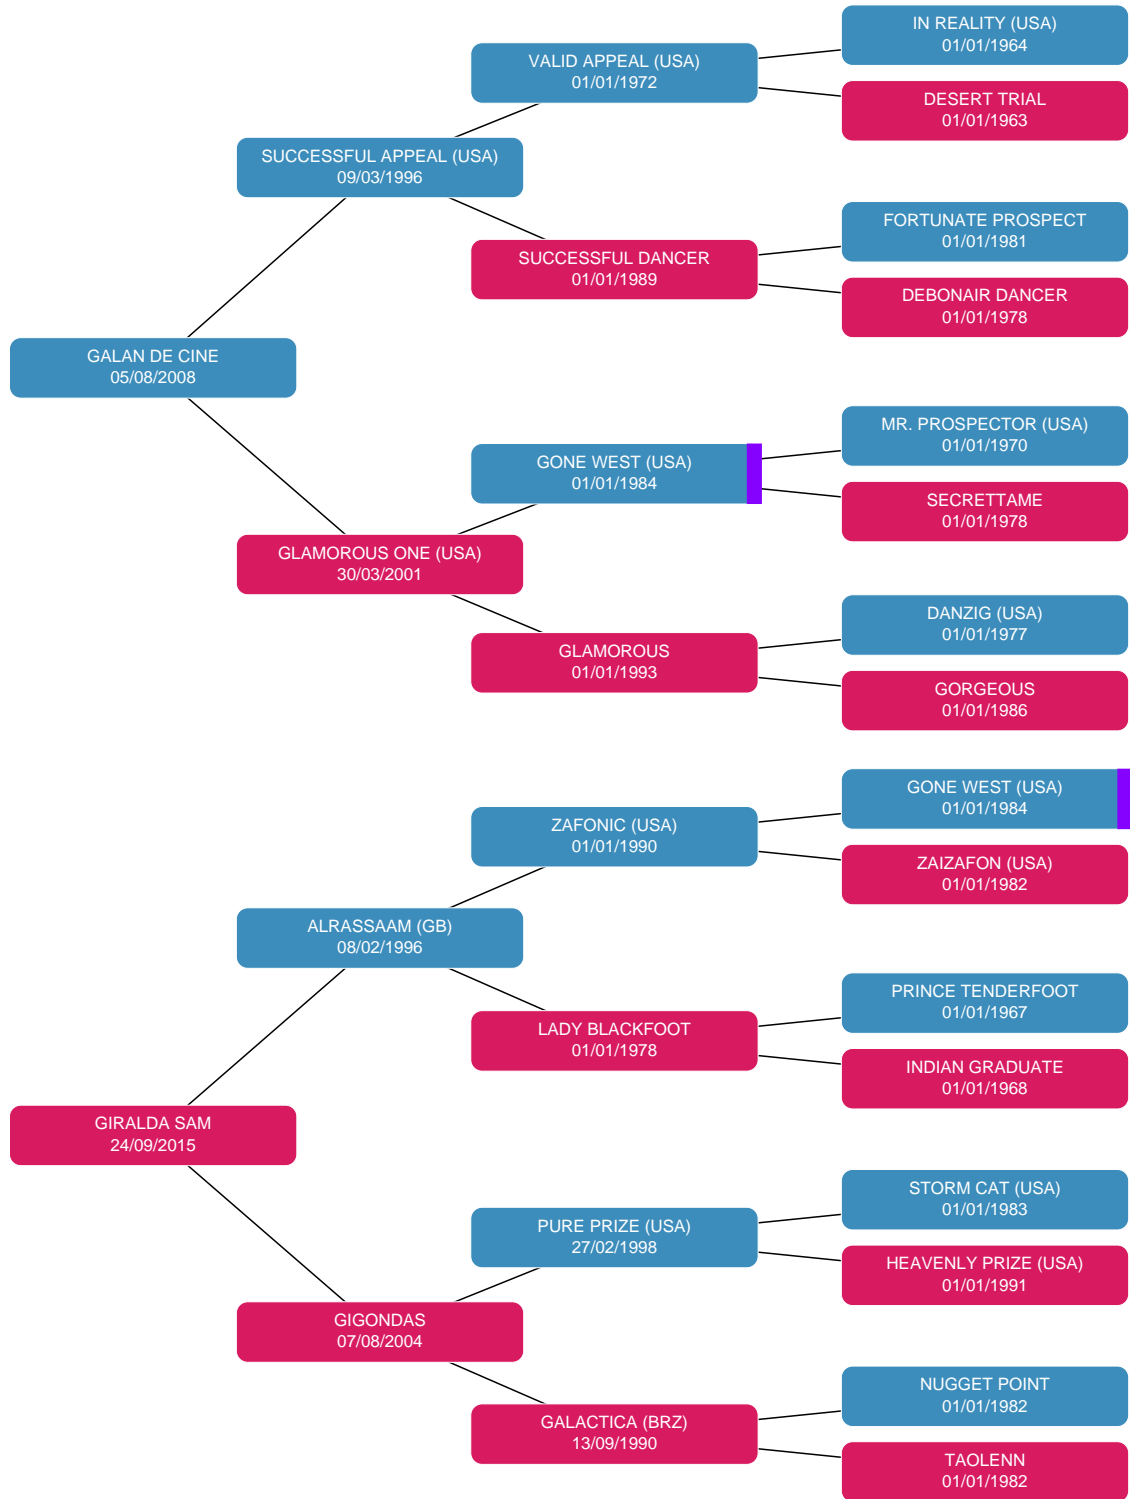 IN REALITY (USA)
01/01/1964
VALID APPEAL (USA)
01/01/1972
DESERT TRIAL
01/01/1963
SUCCESSFUL APPEAL (USA)
09/03/1996
FORTUNATE PROSPECT
01/01/1981
SUCCESSFUL DANCER
01/01/1989
DEBONAIR DANCER
01/01/1978
GALAN DE CINE
05/08/2008
MR. PROSPECTOR (USA)
01/01/1970
GONE WEST (USA)
01/01/1984
SECRETTAME
01/01/1978
GLAMOROUS ONE (USA)
30/03/2001
DANZIG (USA)
01/01/1977
GLAMOROUS
01/01/1993
GORGEOUS
01/01/1986
GONE WEST (USA)
01/01/1984
ZAFONIC (USA)
01/01/1990
ZAIZAFON (USA)
01/01/1982
ALRASSAAM (GB)
08/02/1996
PRINCE TENDERFOOT
01/01/1967
LADY BLACKFOOT
01/01/1978
INDIAN GRADUATE
01/01/1968
GIRALDA SAM
24/09/2015
STORM CAT (USA)
01/01/1983
PURE PRIZE (USA)
27/02/1998
HEAVENLY PRIZE (USA)
01/01/1991
GIGONDAS
07/08/2004
NUGGET POINT
01/01/1982
GALACTICA (BRZ)
13/09/1990
TAOLENN
01/01/1982